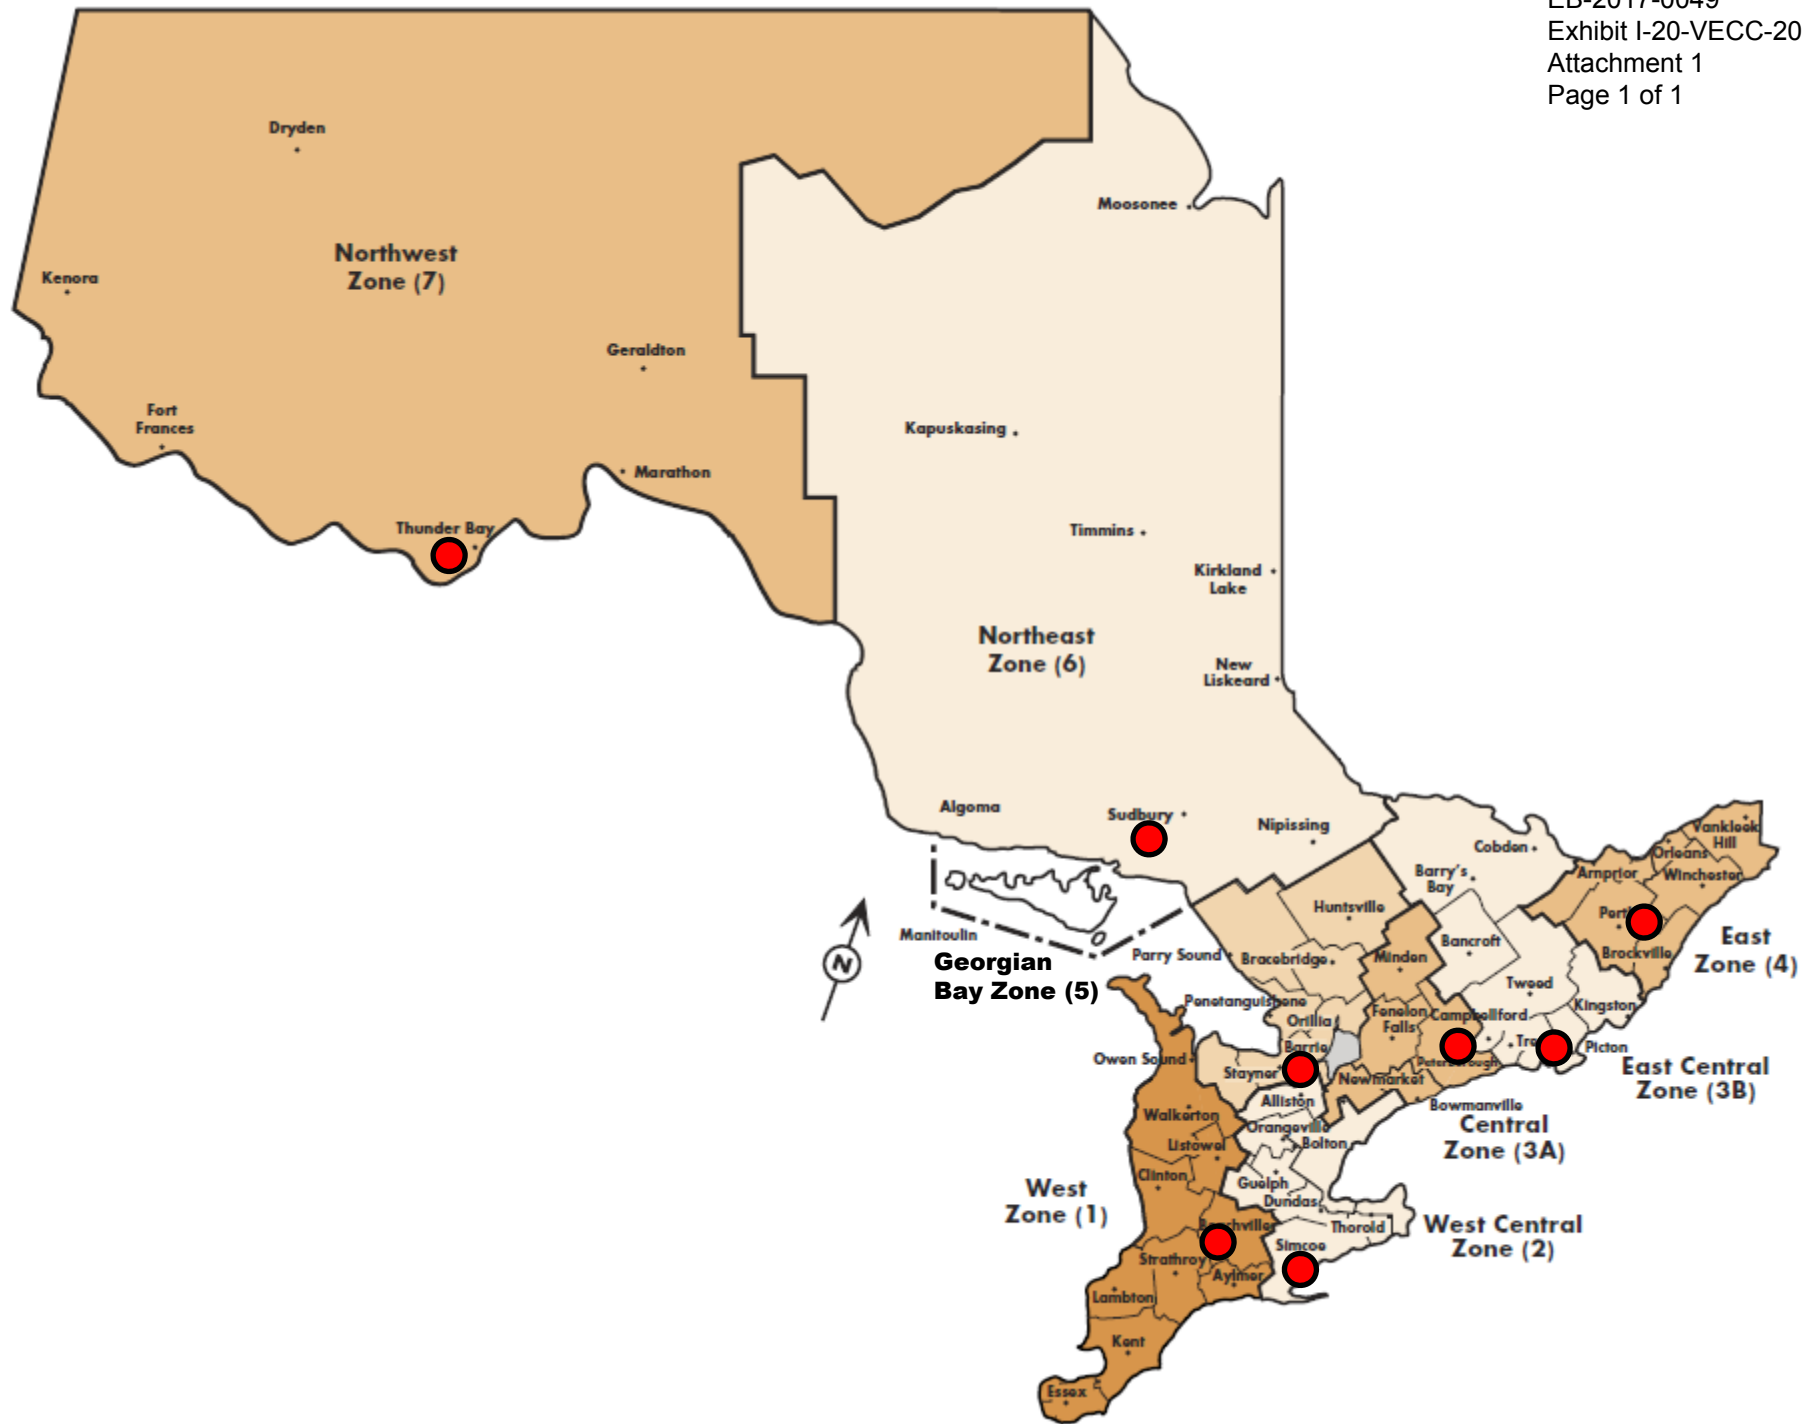 EB-2017-0049
Exhibit I-20-VECC-20
Attachment 1
Page 1 of 1
Dryden
Moosonee
Northwest
Zone (7)
Kenora
Geraldton
Fort
Frances
Kapuskasing
Marathon
Thunder Bay
Timmins
Kirkland
Lake
Northeast
Zone (6)
New
Liskeard
Algoma
Sudbury
Nipissing
Vankleek
Hill
Cobden
Orleans
Arnprior
Winchester
Barry's
Bay
Huntsville
Manitoulin
Bancroft
Brockville
East
Zone (4)
Parry Sound
Bracebridge
Minden
Georgian
Bay Zone (5)
Tweed
Penetanguishene
Kingston
Orillia
Fenelon
Falls
Campbellford
Barrie
Picton
Owen Sound
Stayner
Peterborough
East Central
Zone (3B)
Newmarket
Alliston
Bowmanville
Walkerton
Orangeville
Central
Zone (3A)
Listowel
Bolton
Clinton
Guelph
Dundas
West
Zone (1)
Beachville
Thorold
West Central
Zone (2)
Simcoe
Strathroy
Aylmer
Lambton
Kent
Essex
N